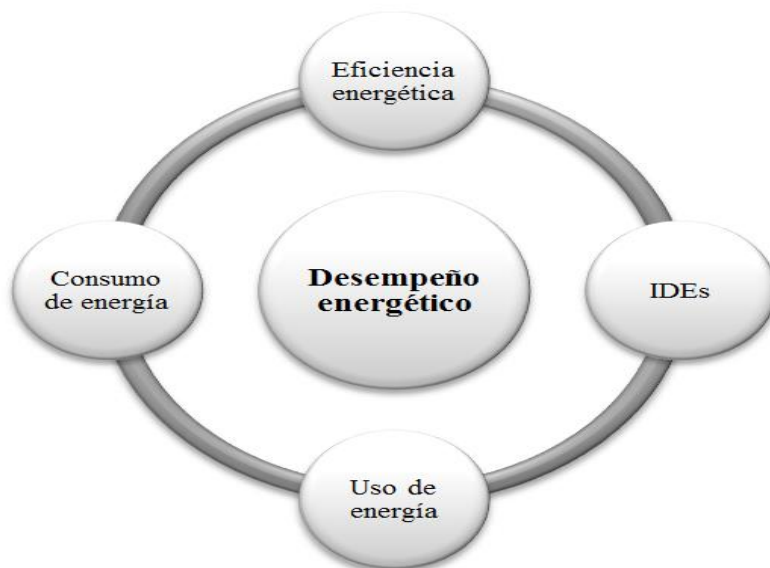 Eficiencia
energética
Consumo
de energía
Desempeño
energético
IDEs
Uso de
energía